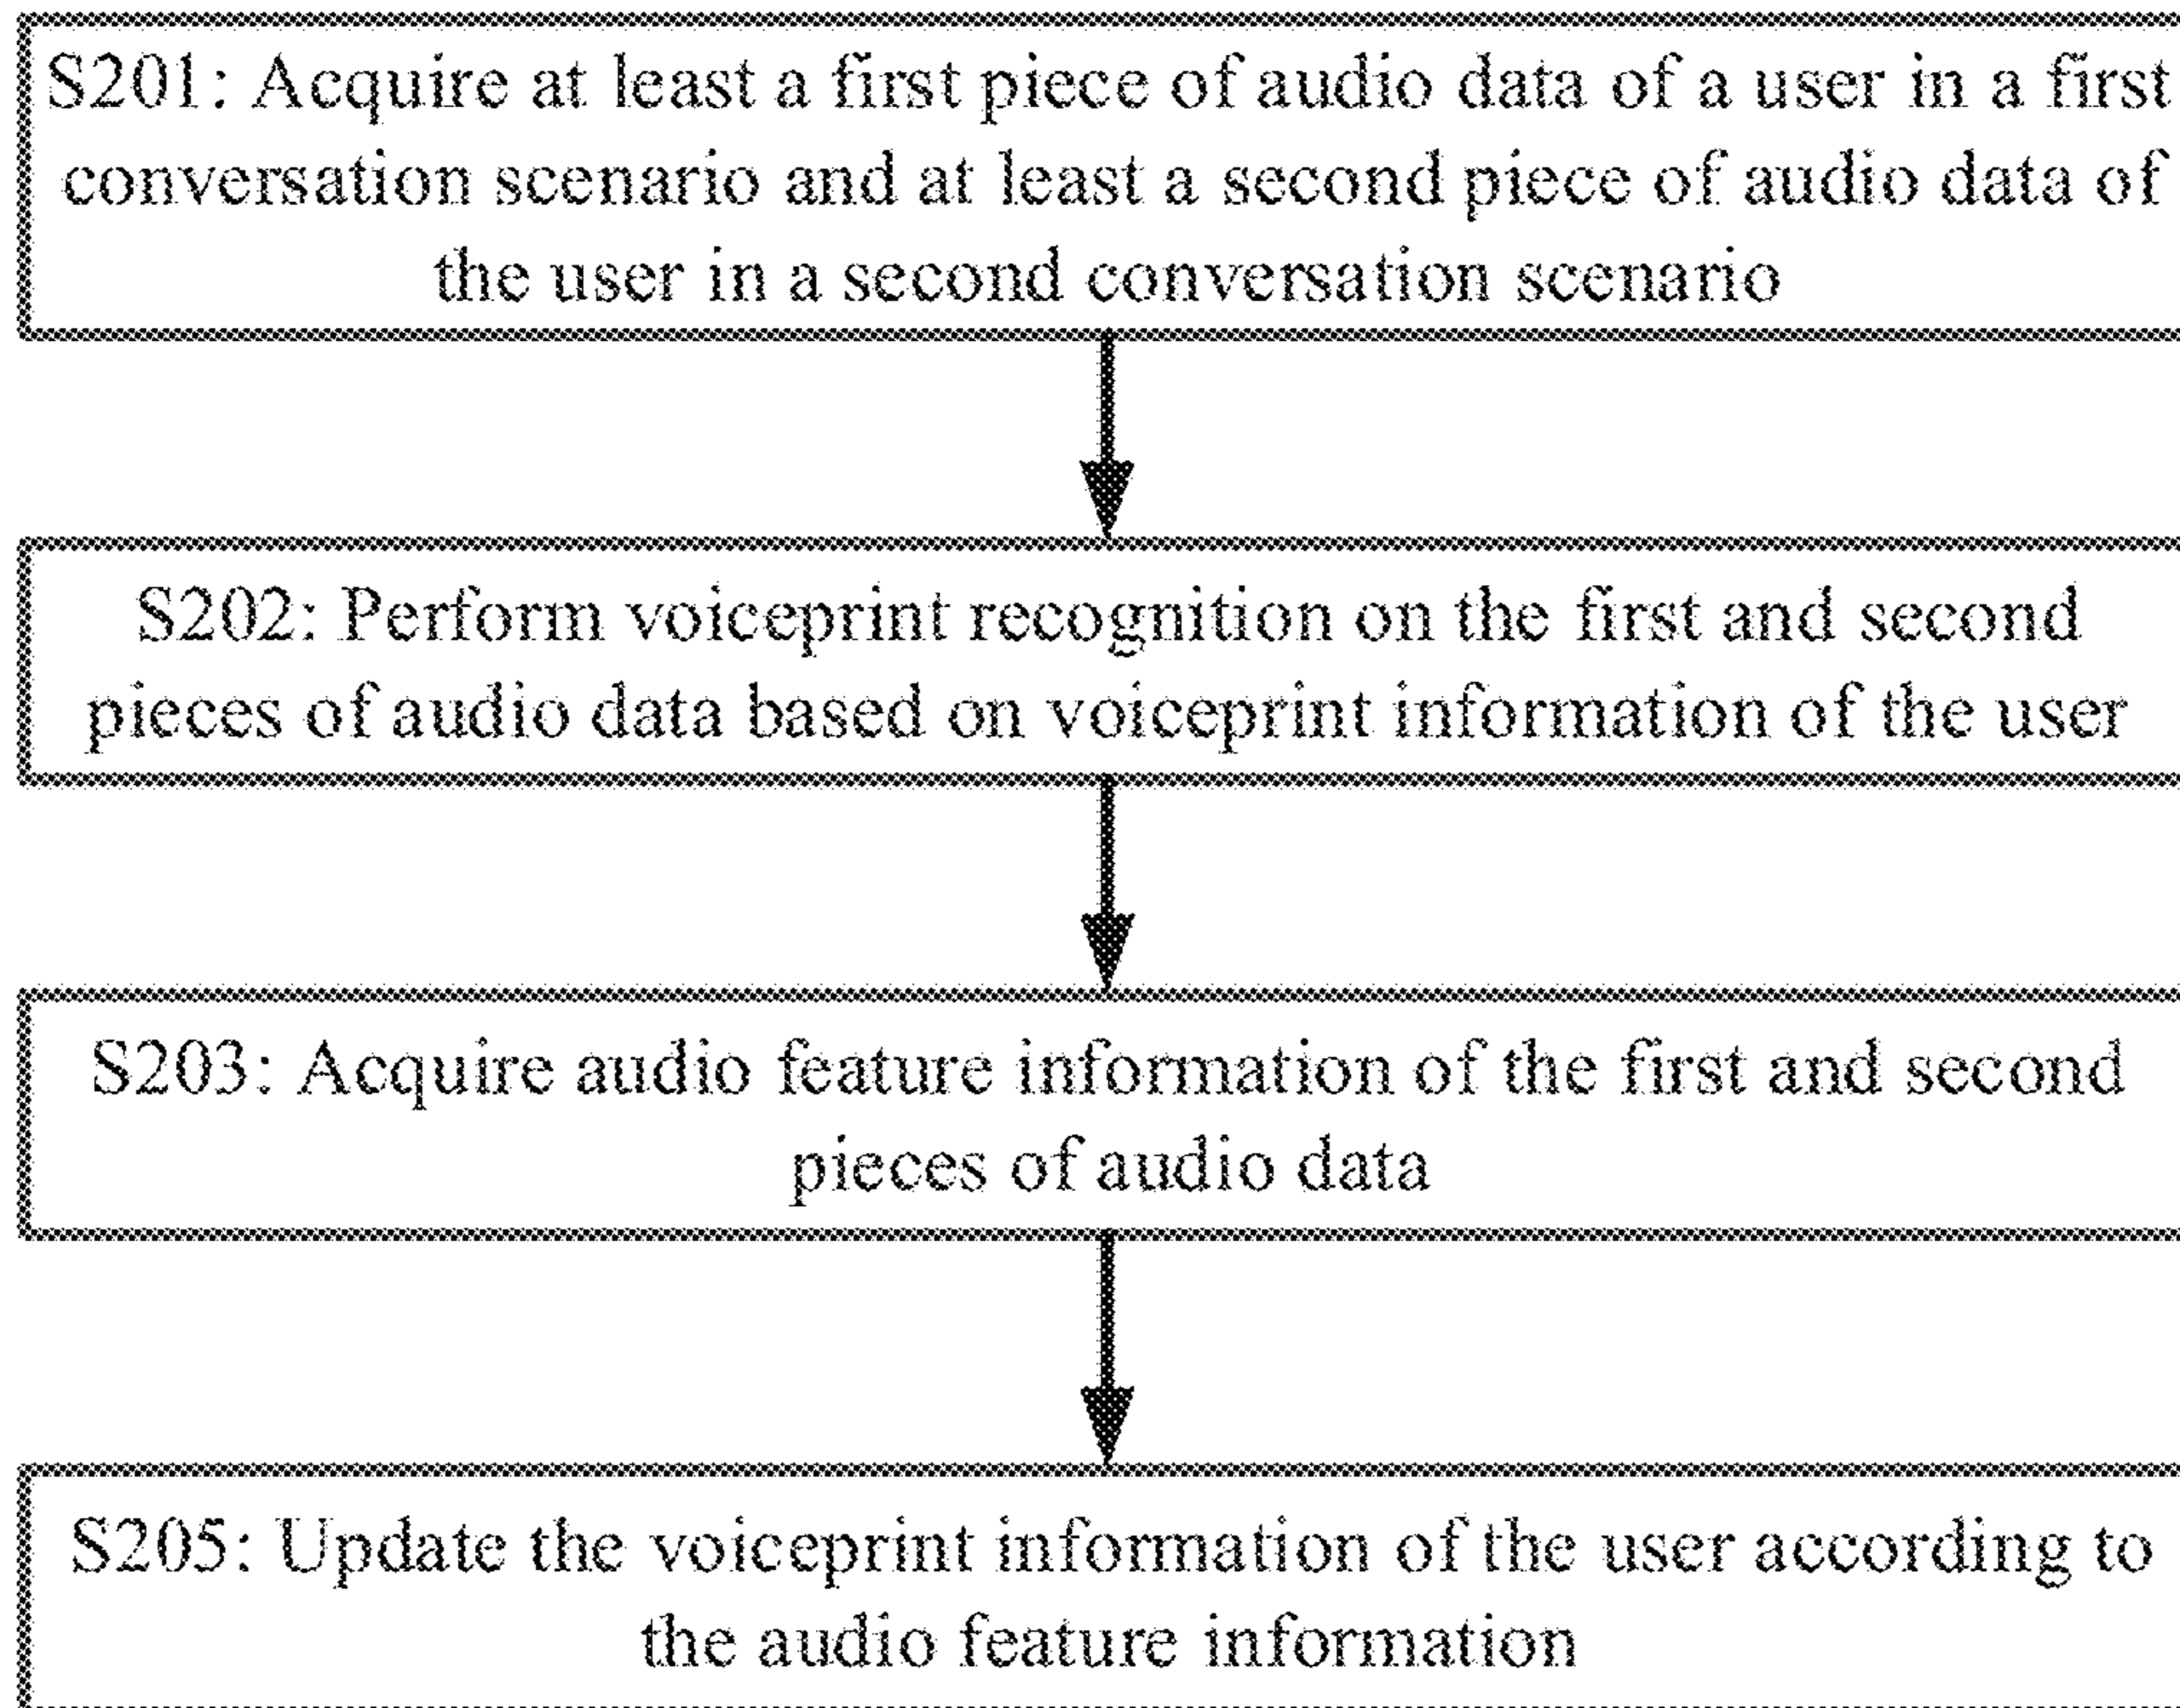 S201: Acquire at least a first piece of audio data of a user in a first
conversation scenario and at least a second piece of audio data of
the user in a second conversation scenario
S202: Perform voiceprint recognition on the first and second
pieces of audio data based on voiceprint information of the user
S203: Acquire audio feature information of the first and second
pieces of audio data
S205: Update the voiceprint information of the user according to
the audio feature information